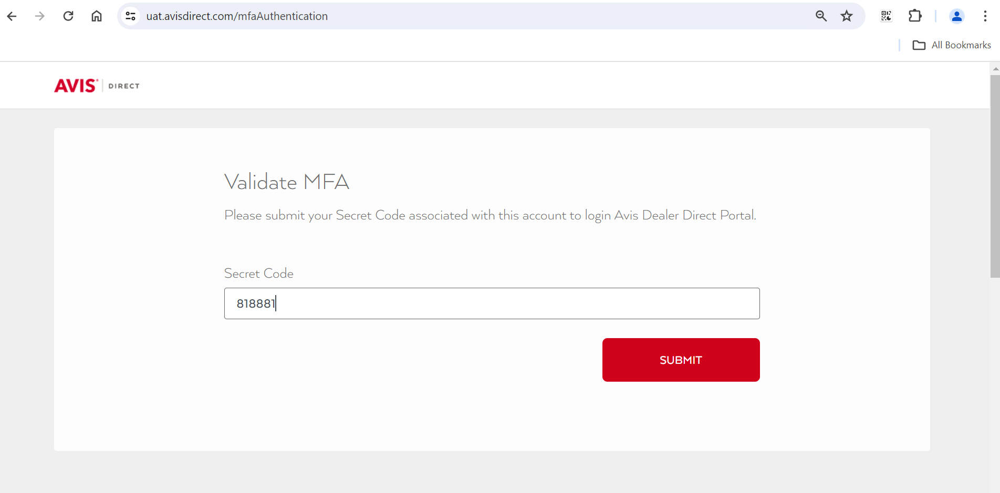 uat.avisdirect.com/mfaAuthentication
All Bookmarks
AVIS® DIRECT
Validate MFA
Please submit your Secret Code associated with this account to login Avis Dealer Direct Portal.
Secret Code
818881
SUBMIT